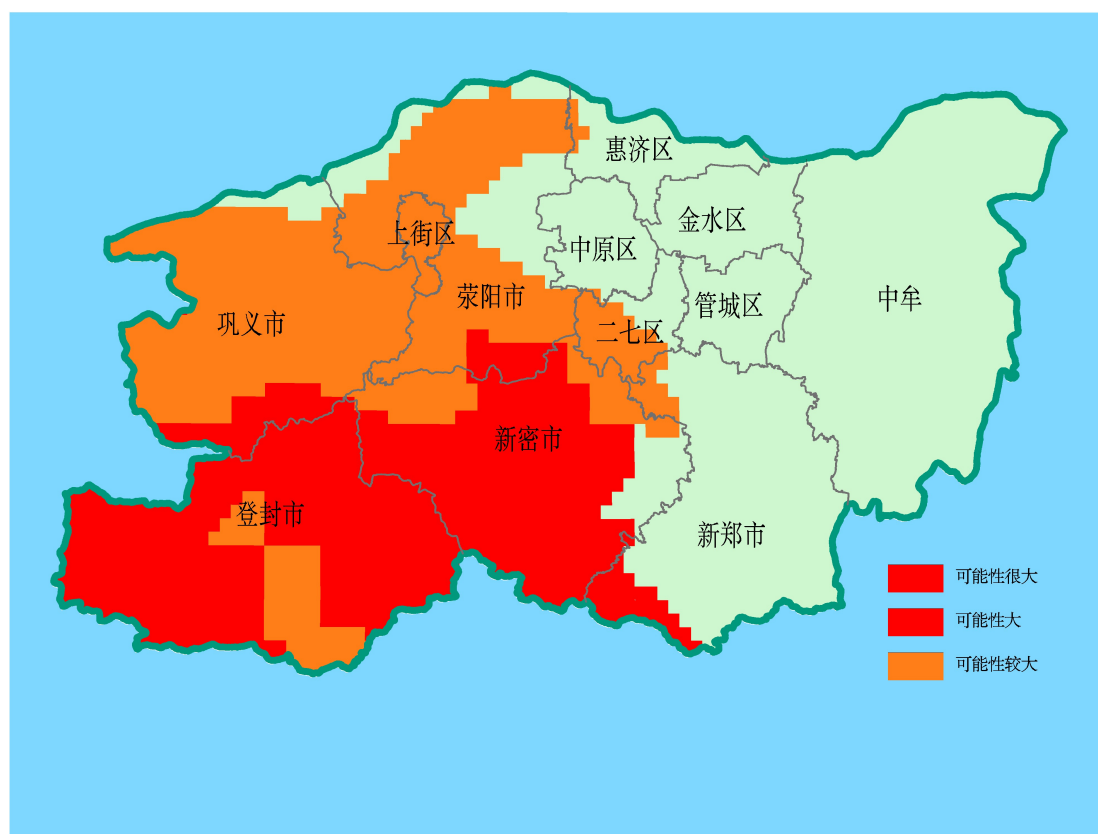 惠济区
金水区
上街区
中原区
荥阳市
管城区
中牟
巩义市
二七区
新密市
登封市
新郑市
可能性很大
可能性大
可能性较大